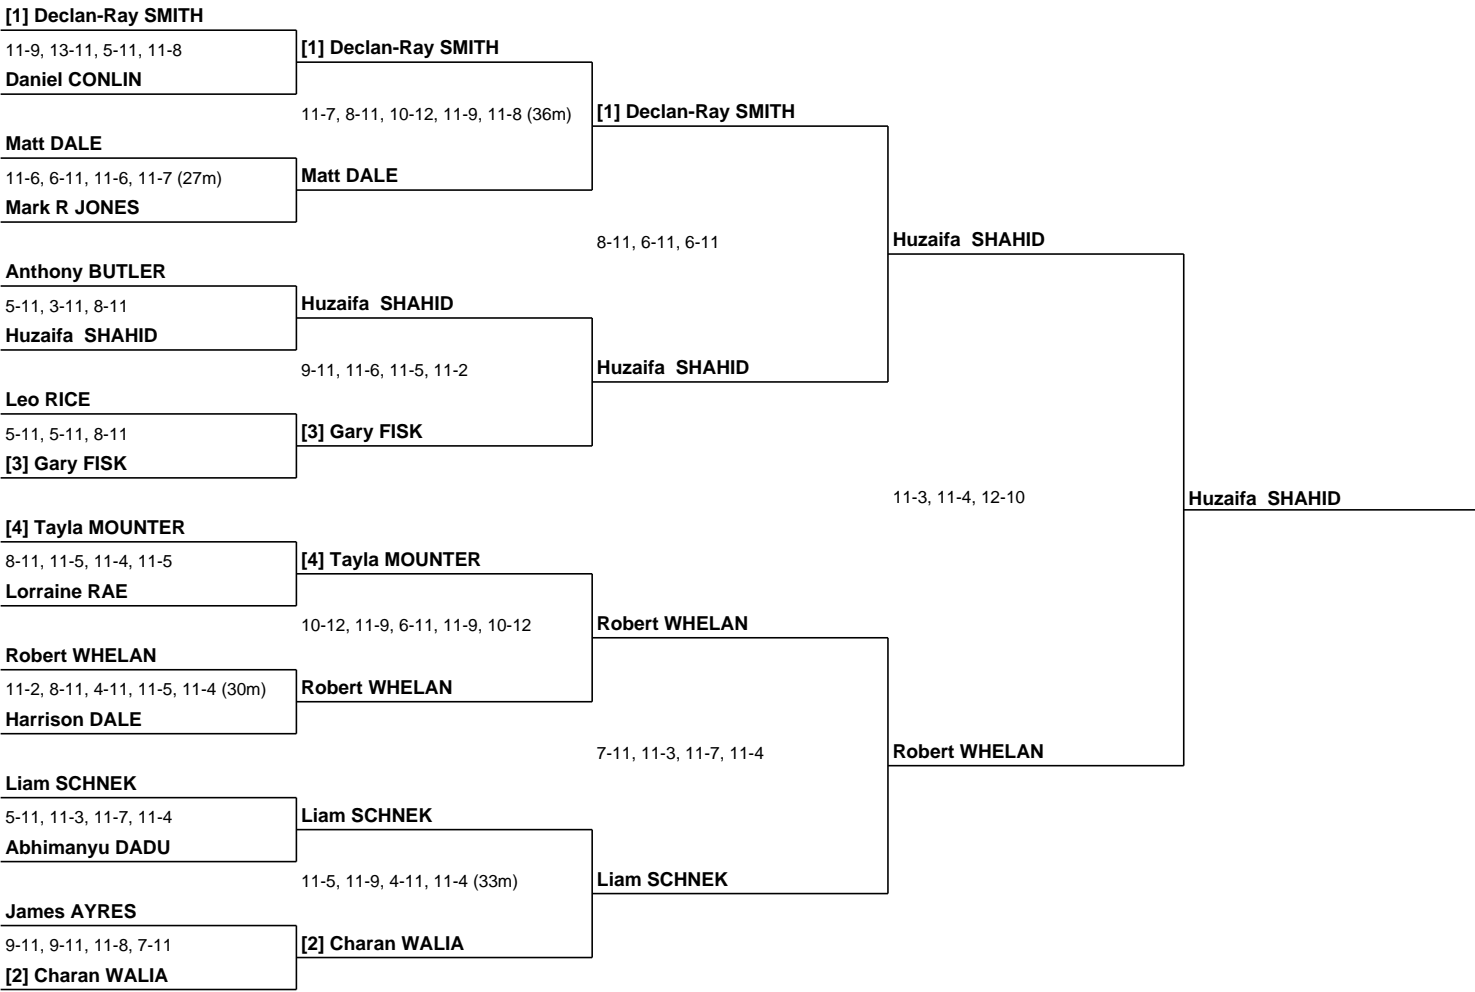 [1] Declan-Ray SMITH
11-9, 13-11, 5-11, 11-8
Daniel CONLIN
Matt DALE
11-6, 6-11, 11-6, 11-7 (27m)
Mark R JONES
Anthony BUTLER
5-11, 3-11, 8-11
Huzaifa  SHAHID
Leo RICE
5-11, 5-11, 8-11
[3] Gary FISK
[4] Tayla MOUNTER
8-11, 11-5, 11-4, 11-5
Lorraine RAE
Robert WHELAN
11-2, 8-11, 4-11, 11-5, 11-4 (30m)
Harrison DALE
Liam SCHNEK
5-11, 11-3, 11-7, 11-4
Abhimanyu DADU
James AYRES
9-11, 9-11, 11-8, 7-11
[2] Charan WALIA
[1] Declan-Ray SMITH
11-7, 8-11, 10-12, 11-9, 11-8 (36m)
Matt DALE
Huzaifa  SHAHID
9-11, 11-6, 11-5, 11-2
[3] Gary FISK
[4] Tayla MOUNTER
10-12, 11-9, 6-11, 11-9, 10-12
Robert WHELAN
Liam SCHNEK
11-5, 11-9, 4-11, 11-4 (33m)
[2] Charan WALIA
[1] Declan-Ray SMITH
8-11, 6-11, 6-11
Huzaifa  SHAHID
Robert WHELAN
7-11, 11-3, 11-7, 11-4
Liam SCHNEK
Huzaifa  SHAHID
11-3, 11-4, 12-10
Robert WHELAN
Huzaifa  SHAHID